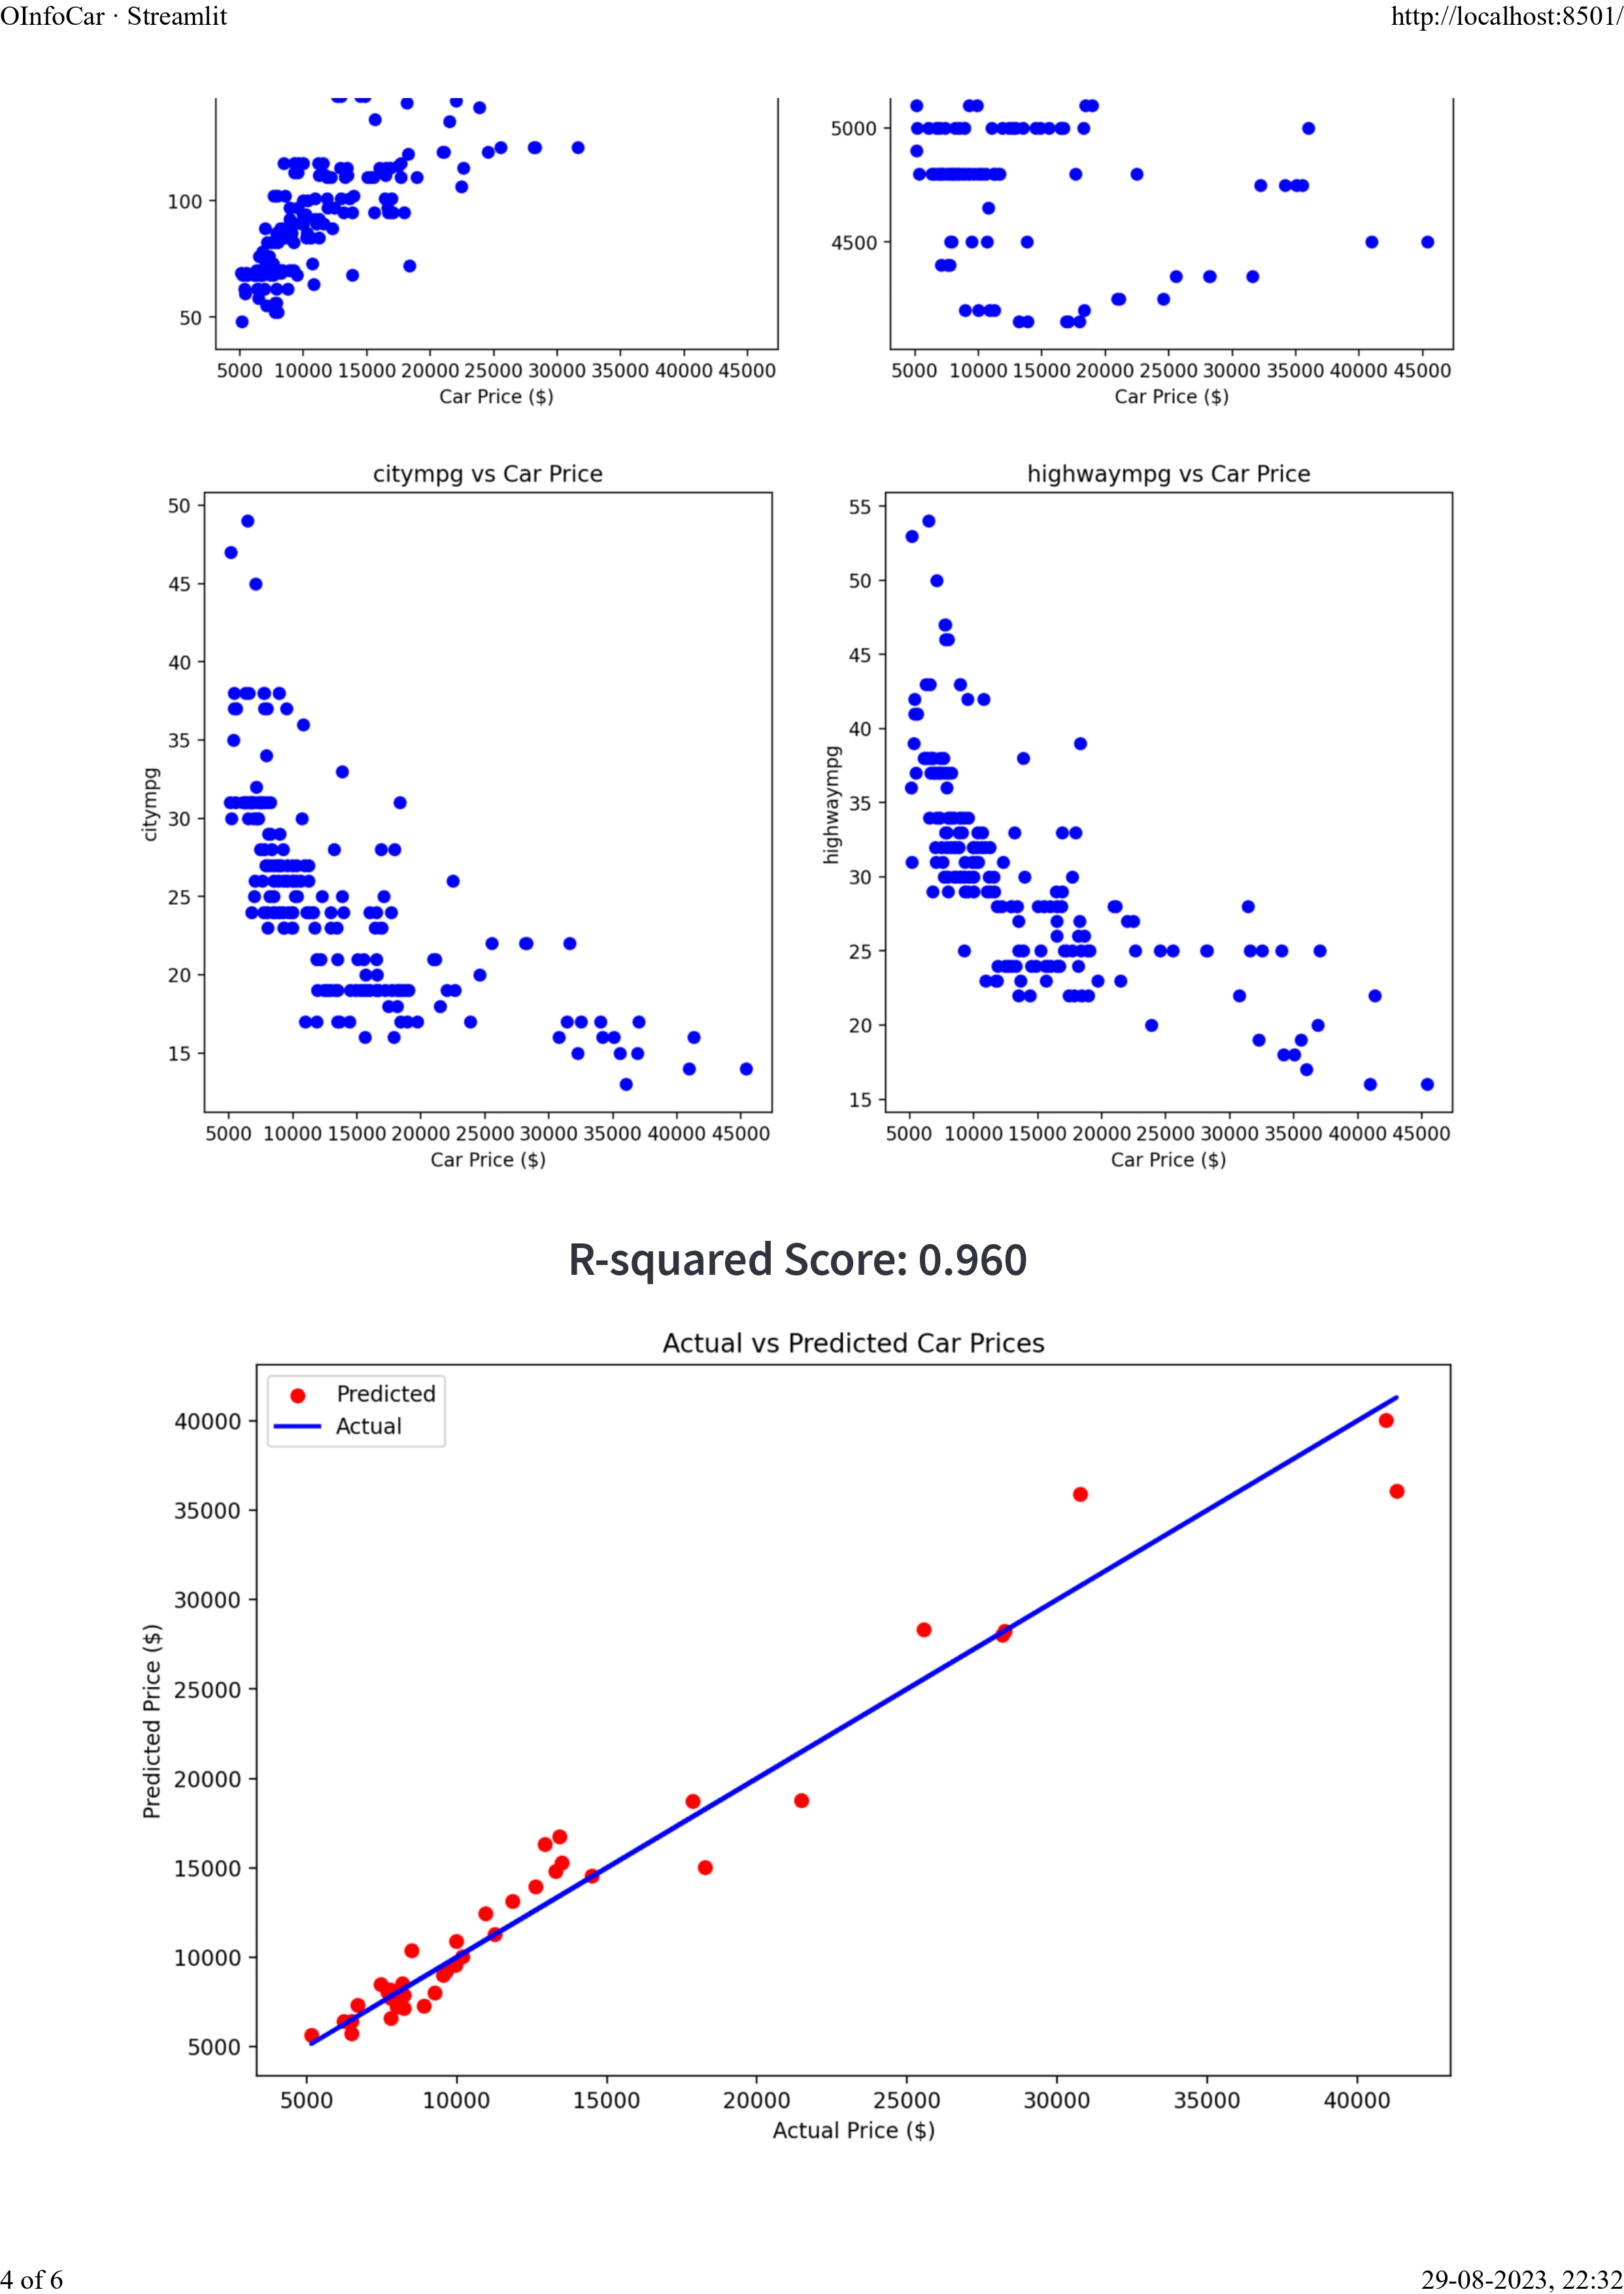 OInfoCar · Streamlit http://localhost:8501/
100
50
5000 10000 15000 20000 25000 30000 35000 40000 45000
Car Price ($)
5000
4500
5000 10000 15000 20000 25000 30000 35000 40000 45000
Car Price ($)
citympg vs Car Price
50
45
40
35
30
25
20
15
citympg
5000 10000 15000 20000 25000 30000 35000 40000 45000
Car Price ($)
highwaympg vs Car Price
55
50
45
40
35
30
25
20
15
highwaympg
5000 10000 15000 20000 25000 30000 35000 40000 45000
Car Price ($)
R-squared Score: 0.960
Actual vs Predicted Car Prices
Predicted
Actual
40000
35000
30000
25000
20000
15000
10000
5000
Predicted Price ($)
5000 10000 15000 20000 25000 30000 35000 40000
Actual Price ($)
4 of 6 29-08-2023, 22:32